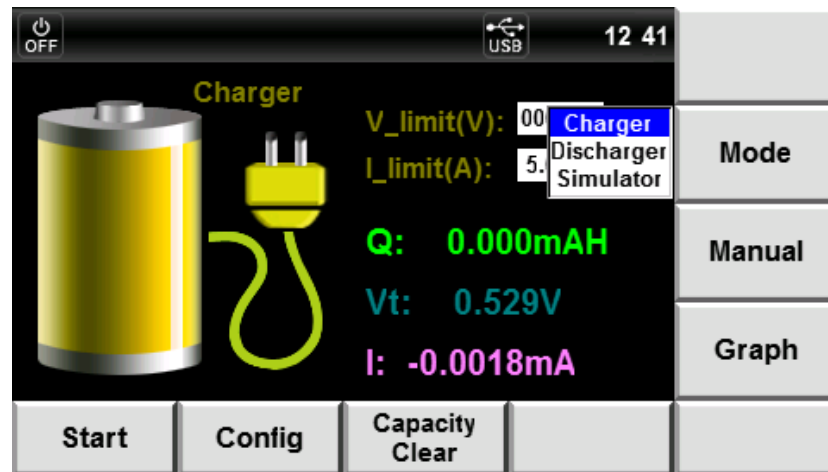 OFF
USB
12 41
Charger
V_limit(V): 00
I_limit(A): 5.
Charger
Discharger
Simulator
Q: 0.000mAH
Vt: 0.529V
I: -0.0018mA
Mode
Manual
Graph
Start
Config
Capacity
Clear